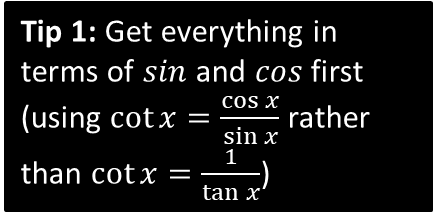 Tip 1: Get everything in
terms of sin and cos first
(using cot x = cos x / sin x rather
than cot x = 1 / tan x)